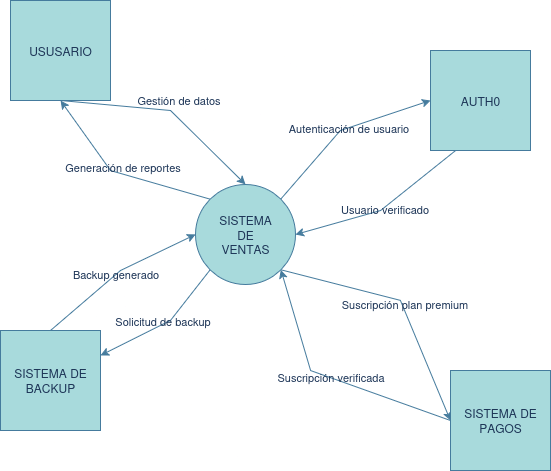 USUSARIO
Gestión de datos
AUTH0
Autenticación de usuario
Generación de reportes
Usuario verificado
SISTEMA
DE
VENTAS
Backup generado
Suscripción plan premium
Solicitud de backup
SISTEMA DE
BACKUP
Suscripción verificada
SISTEMA DE
PAGOS